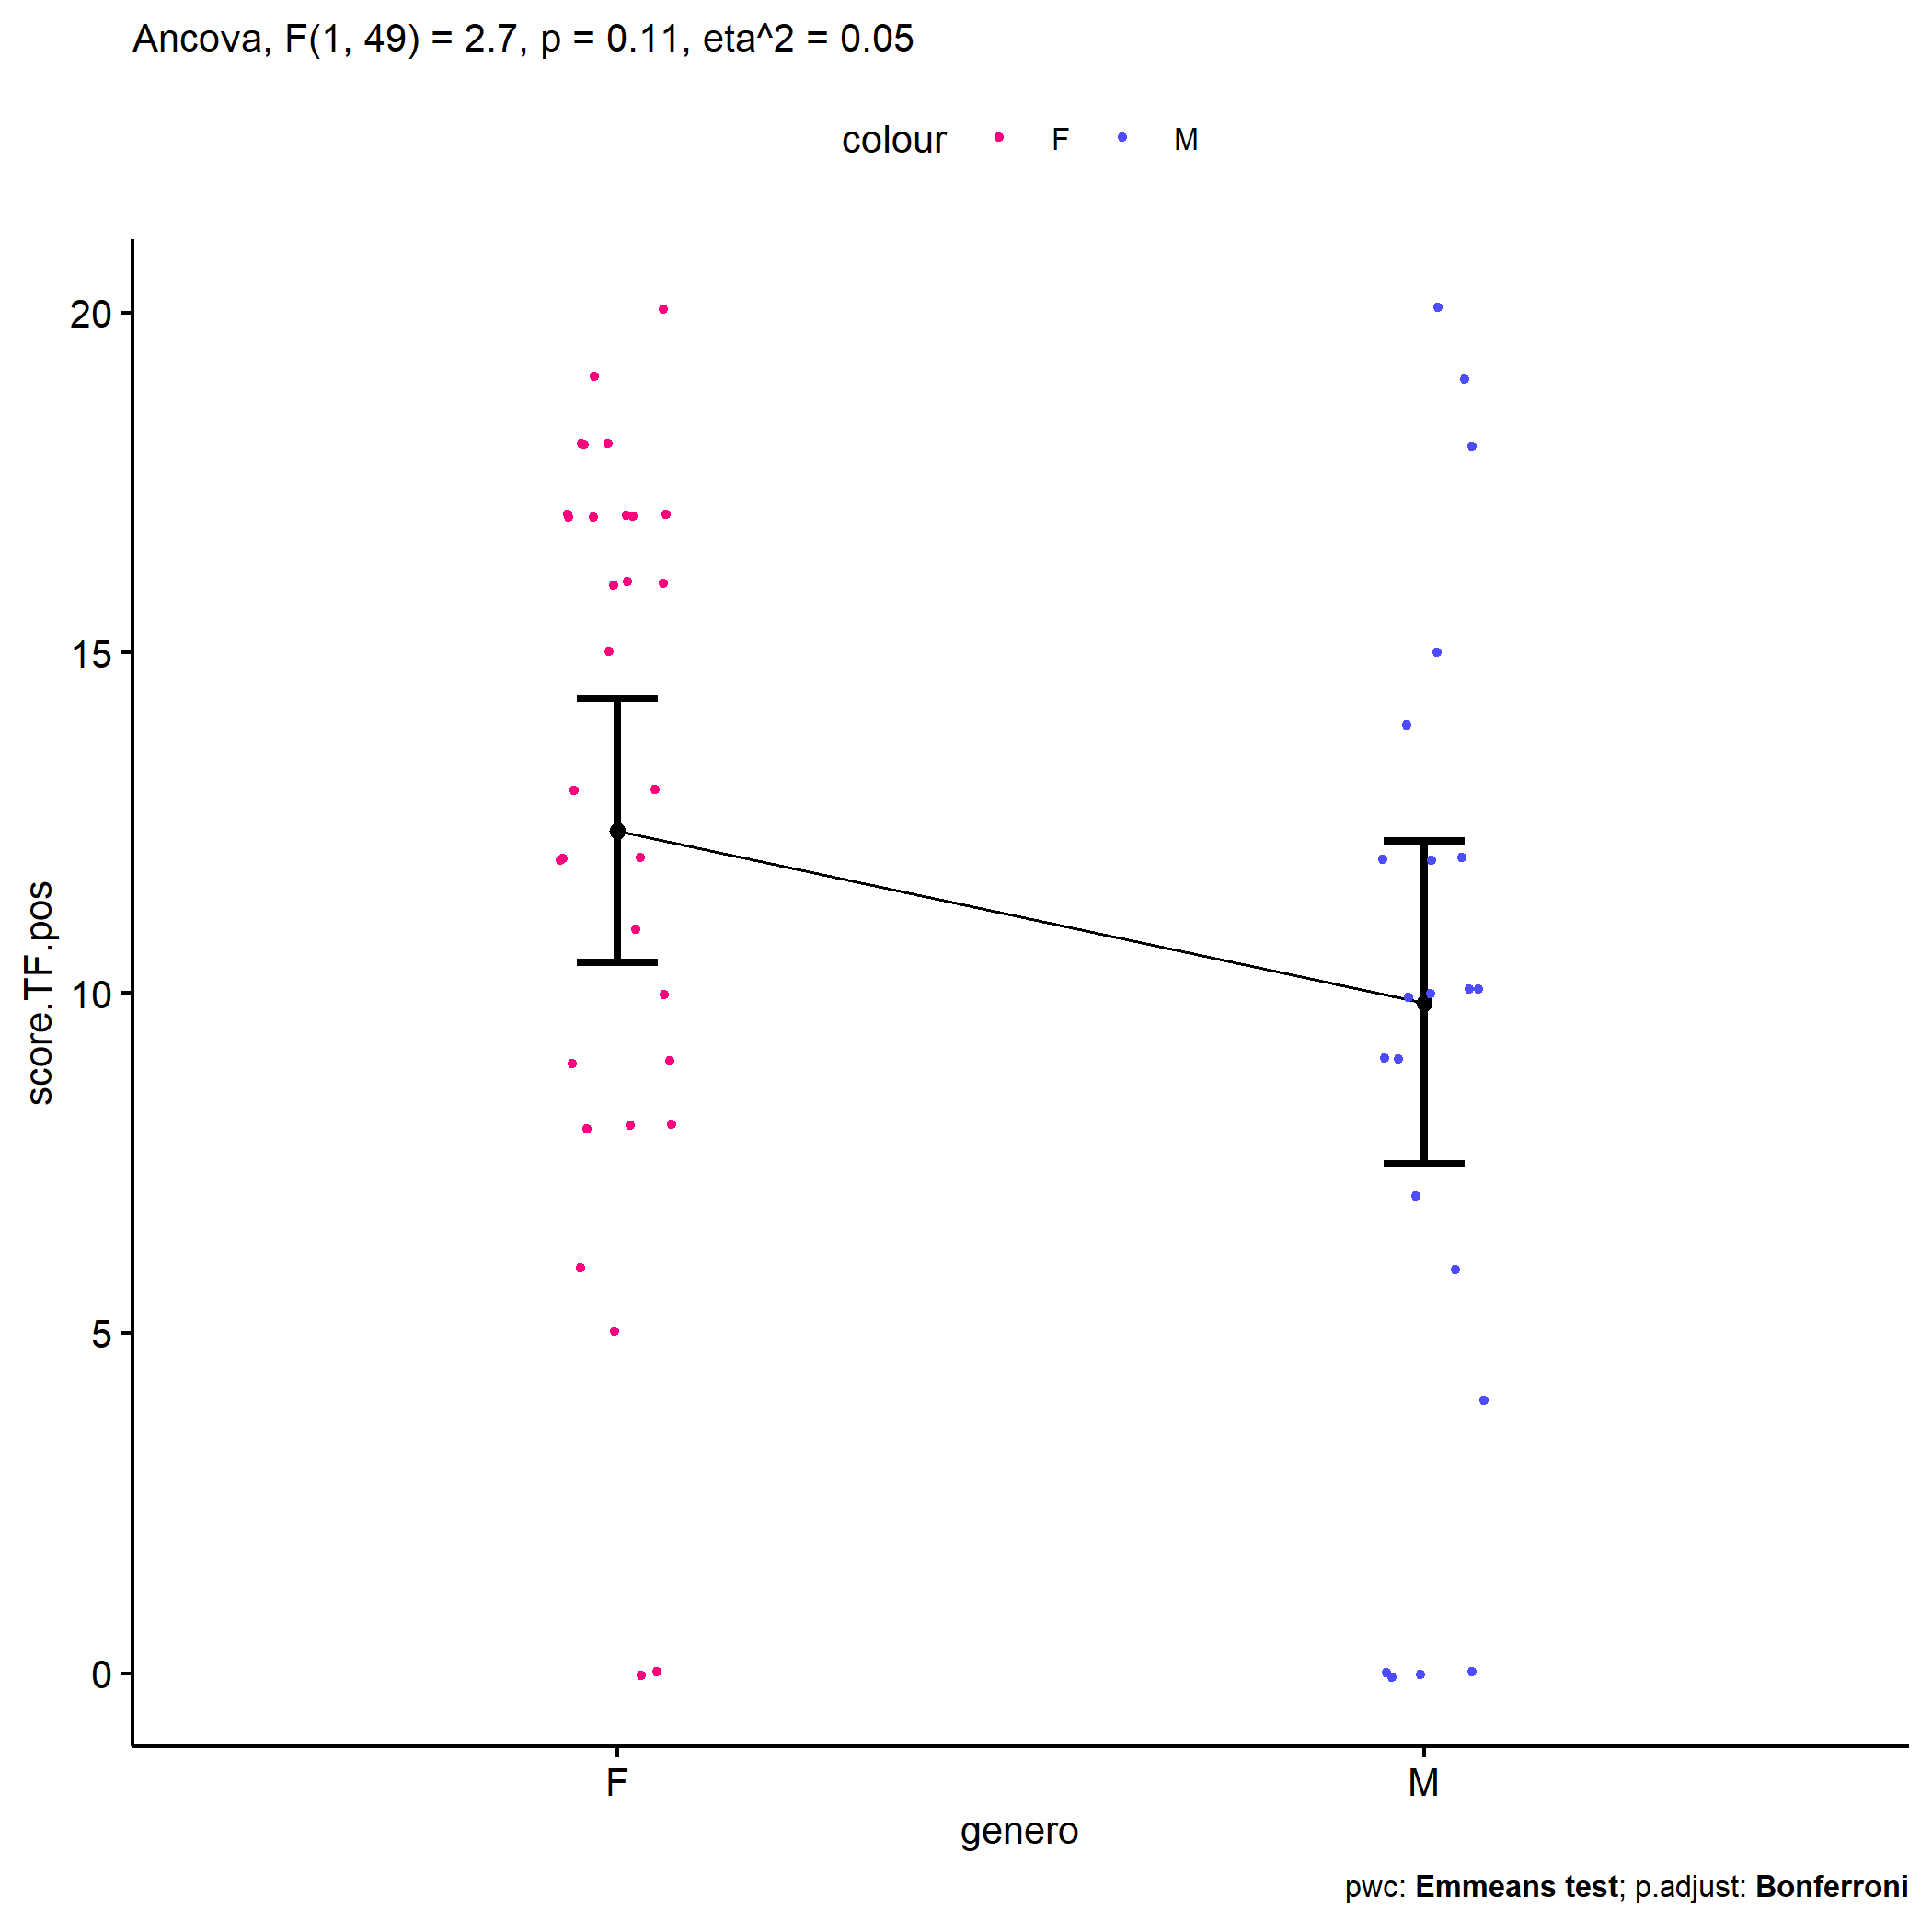 Ancova, F(1, 49) = 2.7, p = 0.11, eta^2 = 0.05
colour F M
20
15
10
5
0
score.TF.pos
F M
genero
pwc: Emmeans test; p.adjust: Bonferroni